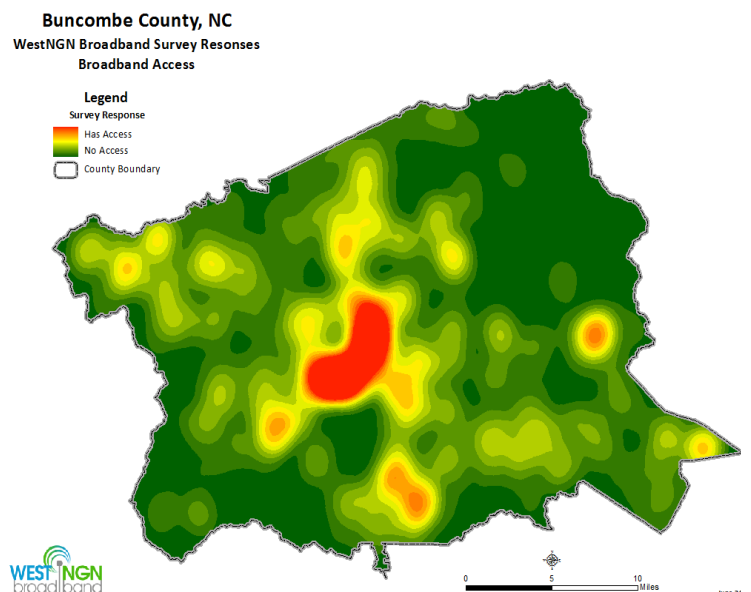 Buncombe County, NC
WestNGN Broadband Survey Resonses
Broadband Access
Legend
Survey Response
Has Access
No Access
County Boundary
WEST NGN
broadband
0 5 10
Miles